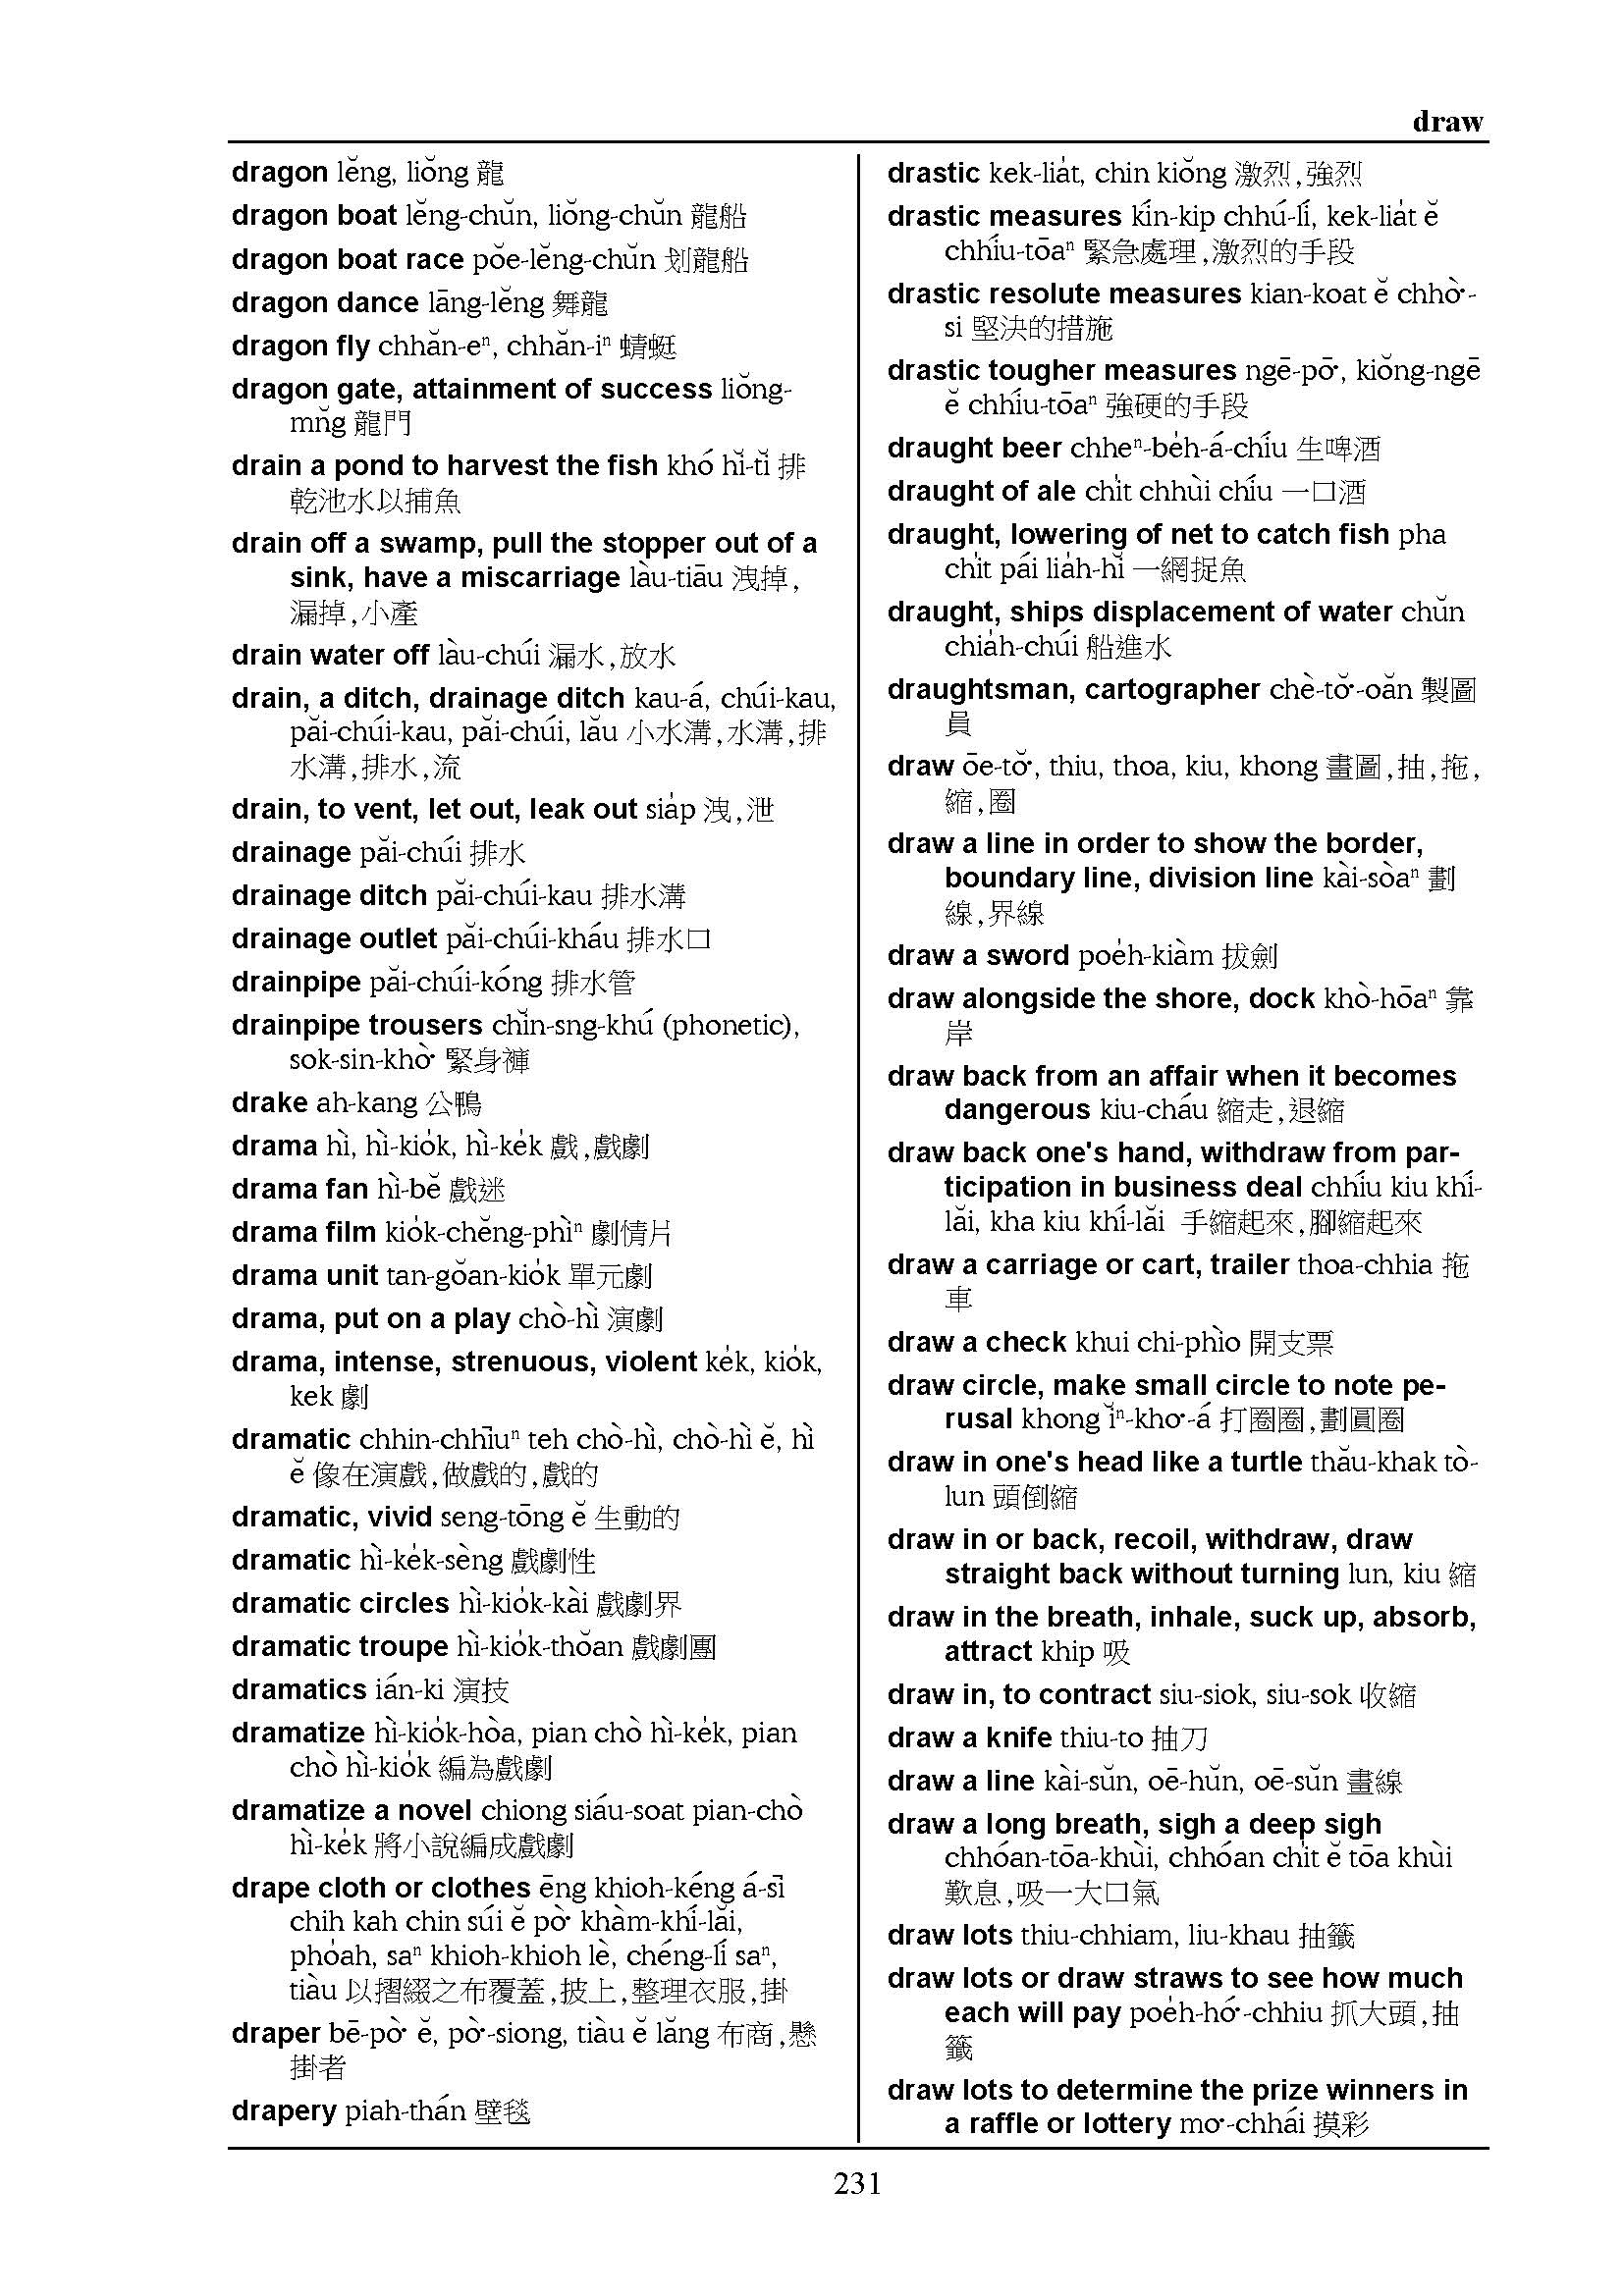 draw
dragon lĕng, liŏng 龍
dragon boat lĕng-chŭn, liŏng-chŭn 龍船
dragon boat race pŏe-lĕng-chŭn 划龍船
dragon dance lāng-lĕng 舞龍
dragon fly chhăn-eⁿ, chhăn-iⁿ 蜻蜓
dragon gate, attainment of success liŏng-
mn̆g 龍門
drain a pond to harvest the fish khó hĭ-tĭ 排
乾池水以捕魚
drain off a swamp, pull the stopper out of a
sink, have a miscarriage làu-tiāu 洩掉,
漏掉,小產
drain water off làu-chúi 漏水,放水
drain, a ditch, drainage ditch kau-á, chúi-kau,
păi-chúi-kau, păi-chúi, lău 小水溝,水溝,排
水溝,排水,流
drain, to vent, let out, leak out sia̍p 洩,泄
drainage păi-chúi 排水
drainage ditch păi-chúi-kau 排水溝
drainage outlet păi-chúi-kháu 排水口
drainpipe păi-chúi-kóng 排水管
drainpipe trousers chĭn-sng-khú (phonetic),
sok-sin-khò͘ 緊身褲
drake ah-kang 公鴨
drama hì, hì-kio̍k, hì-ke̍k 戲,戲劇
drama fan hì-bĕ 戲迷
drama film kio̍k-chĕng-phìⁿ 劇情片
drama unit tan-gŏan-kio̍k 單元劇
drama, put on a play chò-hì 演劇
drama, intense, strenuous, violent ke̍k, kio̍k,
kek 劇
dramatic chhin-chhīuⁿ teh chò-hì, chò-hì ĕ, hì
ĕ 像在演戲,做戲的,戲的
dramatic, vivid seng-tōng ĕ 生動的
dramatic hì-ke̍k-sèng 戲劇性
dramatic circles hì-kio̍k-kài 戲劇界
dramatic troupe hì-kio̍k-thŏan 戲劇團
dramatics ián-ki 演技
dramatize hì-kio̍k-hòa, pian chò hì-ke̍k, pian
chò hì-kio̍k 編為戲劇
dramatize a novel chiong siáu-soat pian-chò
hì-ke̍k 將小說編成戲劇
drape cloth or clothes ēng khioh-kéng á-sī
chih kah chin súi ĕ pò͘ khàm-khí-lăi,
pho̍ah, saⁿ khioh-khioh lè, chéng-lí saⁿ,
tiàu 以摺綴之布覆蓋,披上,整理衣服,掛
draper bē-pò͘ ĕ, pò͘-siong, tiàu ĕ lăng 布商,懸
掛者
drapery piah-thán 壁毯
drastic kek-lia̍t, chin kiŏng 激烈,強烈
drastic measures kín-kip chhú-lí, kek-lia̍t ĕ
chhíu-tōaⁿ 緊急處理,激烈的手段
drastic resolute measures kian-koat ĕ chhò͘-
si 堅決的措施
drastic tougher measures ngē-pō͘, kiŏng-ngē
ĕ chhíu-tōaⁿ 強硬的手段
draught beer chheⁿ-be̍h-á-chíu 生啤酒
draught of ale chi̍t chhùi chíu 一口酒
draught, lowering of net to catch fish pha
chi̍t pái lia̍h-hĭ 一網捉魚
draught, ships displacement of water chŭn
chia̍h-chúi 船進水
draughtsman, cartographer chè-tŏ͘-oăn 製圖
員
draw ōe-tŏ͘, thiu, thoa, kiu, khong 畫圖,抽,拖,
縮,圈
draw a line in order to show the border,
boundary line, division line kài-sòaⁿ 劃
線,界線
draw a sword poe̍h-kiàm 拔劍
draw alongside the shore, dock khò-hōaⁿ 靠
岸
draw back from an affair when it becomes
dangerous kiu-cháu 縮走,退縮
draw back one's hand, withdraw from par-
ticipation in business deal chhíu kiu khí-
lăi, kha kiu khí-lăi 手縮起來,腳縮起來
draw a carriage or cart, trailer thoa-chhia 拖
車
draw a check khui chi-phìo 開支票
draw circle, make small circle to note pe-
rusal khong ĭⁿ-kho͘-á 打圈圈,劃圓圈
draw in one's head like a turtle thău-khak tò-
lun 頭倒縮
draw in or back, recoil, withdraw, draw
straight back without turning lun, kiu 縮
draw in the breath, inhale, suck up, absorb,
attract khip 吸
draw in, to contract siu-siok, siu-sok 收縮
draw a knife thiu-to 抽刀
draw a line kài-sŭn, oē-hŭn, oē-sŭn 畫線
draw a long breath, sigh a deep sigh
chhóan-tōa-khùi, chhóan chi̍t ĕ tōa khùi
歎息,吸一大口氣
draw lots thiu-chhiam, liu-khau 抽籤
draw lots or draw straws to see how much
each will pay poe̍h-hó͘-chhiu 抓大頭,抽
籤
draw lots to determine the prize winners in
a raffle or lottery mo͘-chhái 摸彩
231